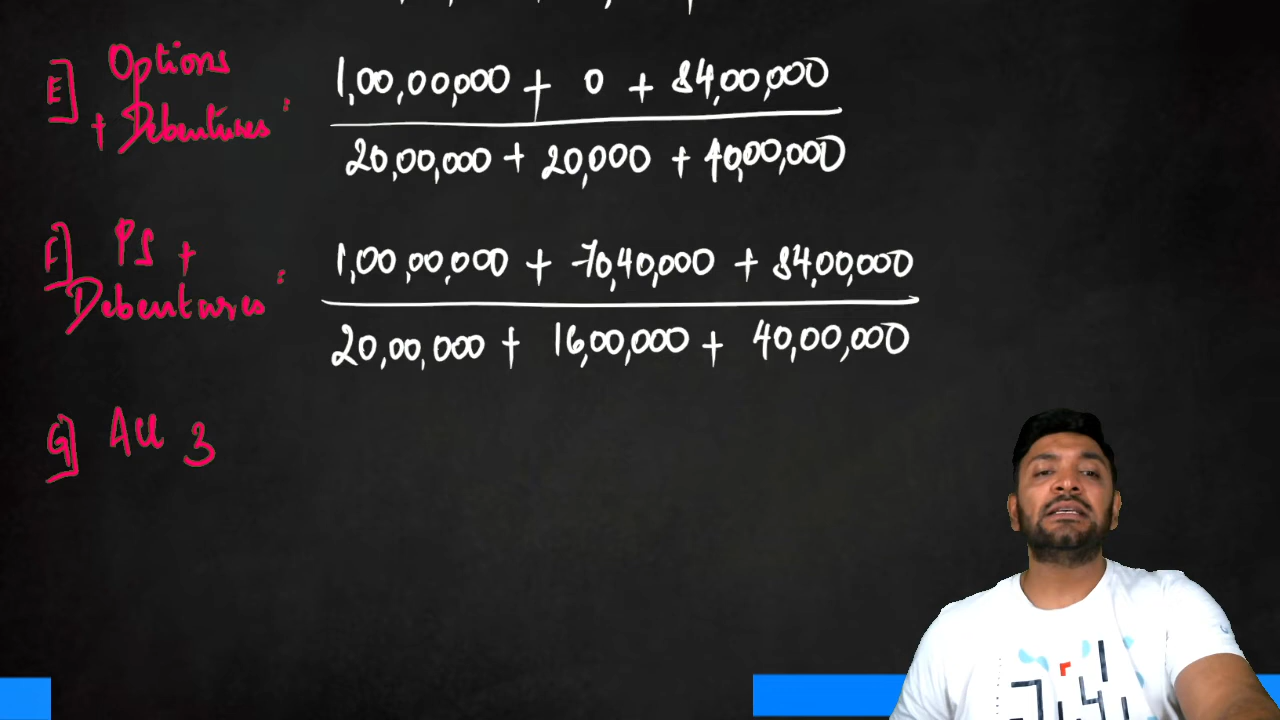 E] Options + Debentures :
1,00,00,000 + 0 + 84,00,000
20,00,000 + 20,000 + 40,00,000
F] PS + Debentures :
1,00,00,000 + 70,40,000 + 84,00,000
20,00,000 + 16,00,000 + 40,00,000
G] All 3